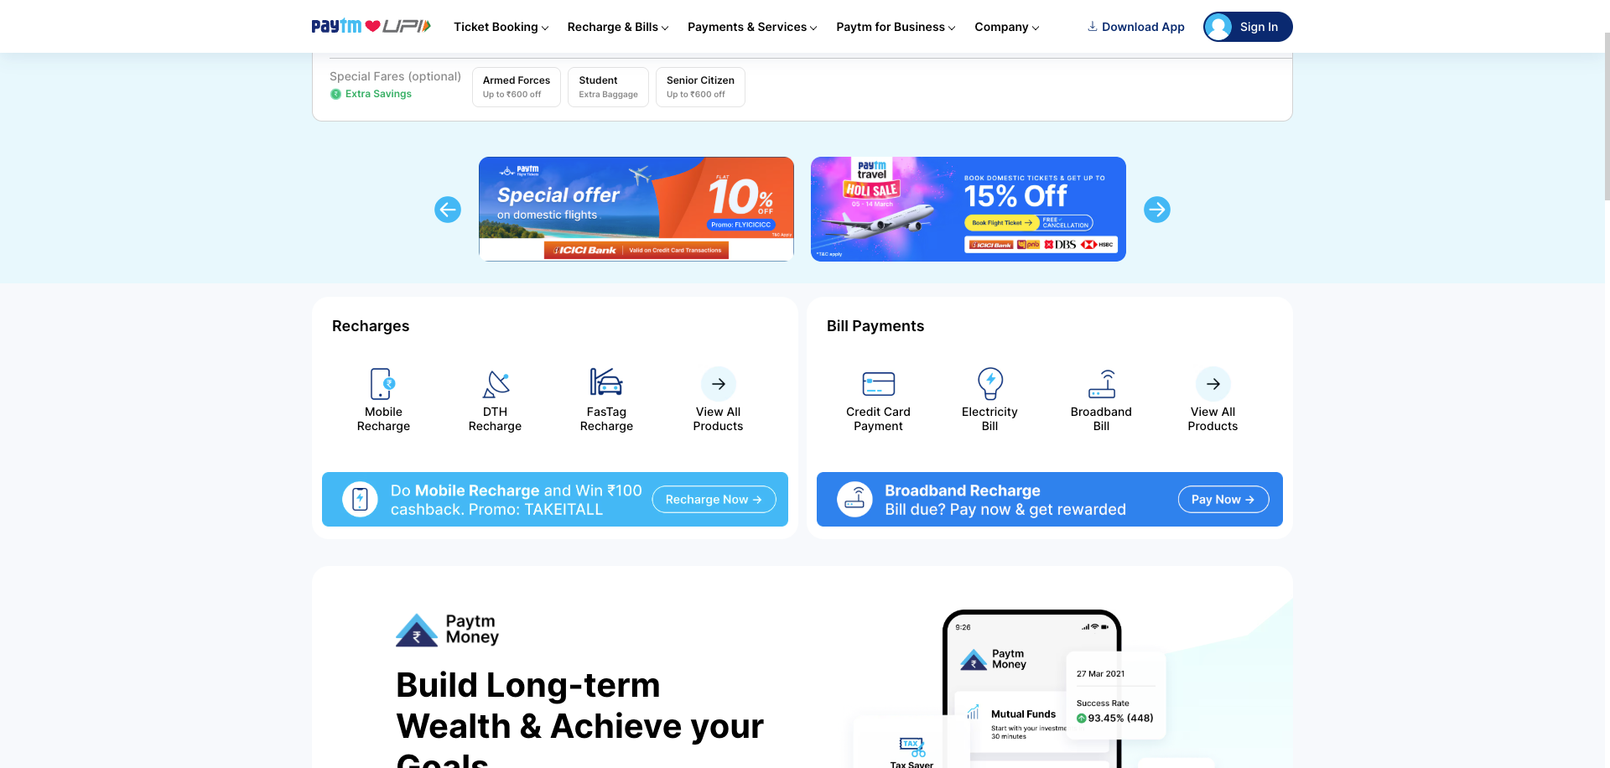 paytm UPI
Ticket Booking
Recharge & Bills
Payments & Services
Paytm for Business
Company
Download App
Sign In
Special Fares (optional)
Extra Savings
Armed Forces
Up to ₹600 off
Student
Extra Baggage
Senior Citizen
Up to ₹600 off
paytm
Flight Tickets
Special offer
on domestic flights
FLAT
10% OFF
Promo: FLYICICICC
*T&C Apply
ICICI Bank | Valid on Credit Card Transactions
paytm
travel
HOLI SALE
05 - 14 March
BOOK DOMESTIC TICKETS & GET UP TO
15% Off
Book Flight Ticket →
FREE
CANCELLATION
ICICI Bank pnb DBS HSBC
*T&C apply
Recharges
Mobile
Recharge
DTH
Recharge
FasTag
Recharge
View All
Products
Do Mobile Recharge and Win ₹100
cashback. Promo: TAKEITALL
Recharge Now →
Bill Payments
Credit Card
Payment
Electricity
Bill
Broadband
Bill
View All
Products
Broadband Recharge
Bill due? Pay now & get rewarded
Pay Now →
₹ Paytm
Money
Build Long-term
Wealth & Achieve your
Goals
9:26
₹ Paytm
Money
27 Mar 2021
Success Rate
93.45% (448)
Mutual Funds
Start with your investme
30 minutes
TAX
Tax Saver